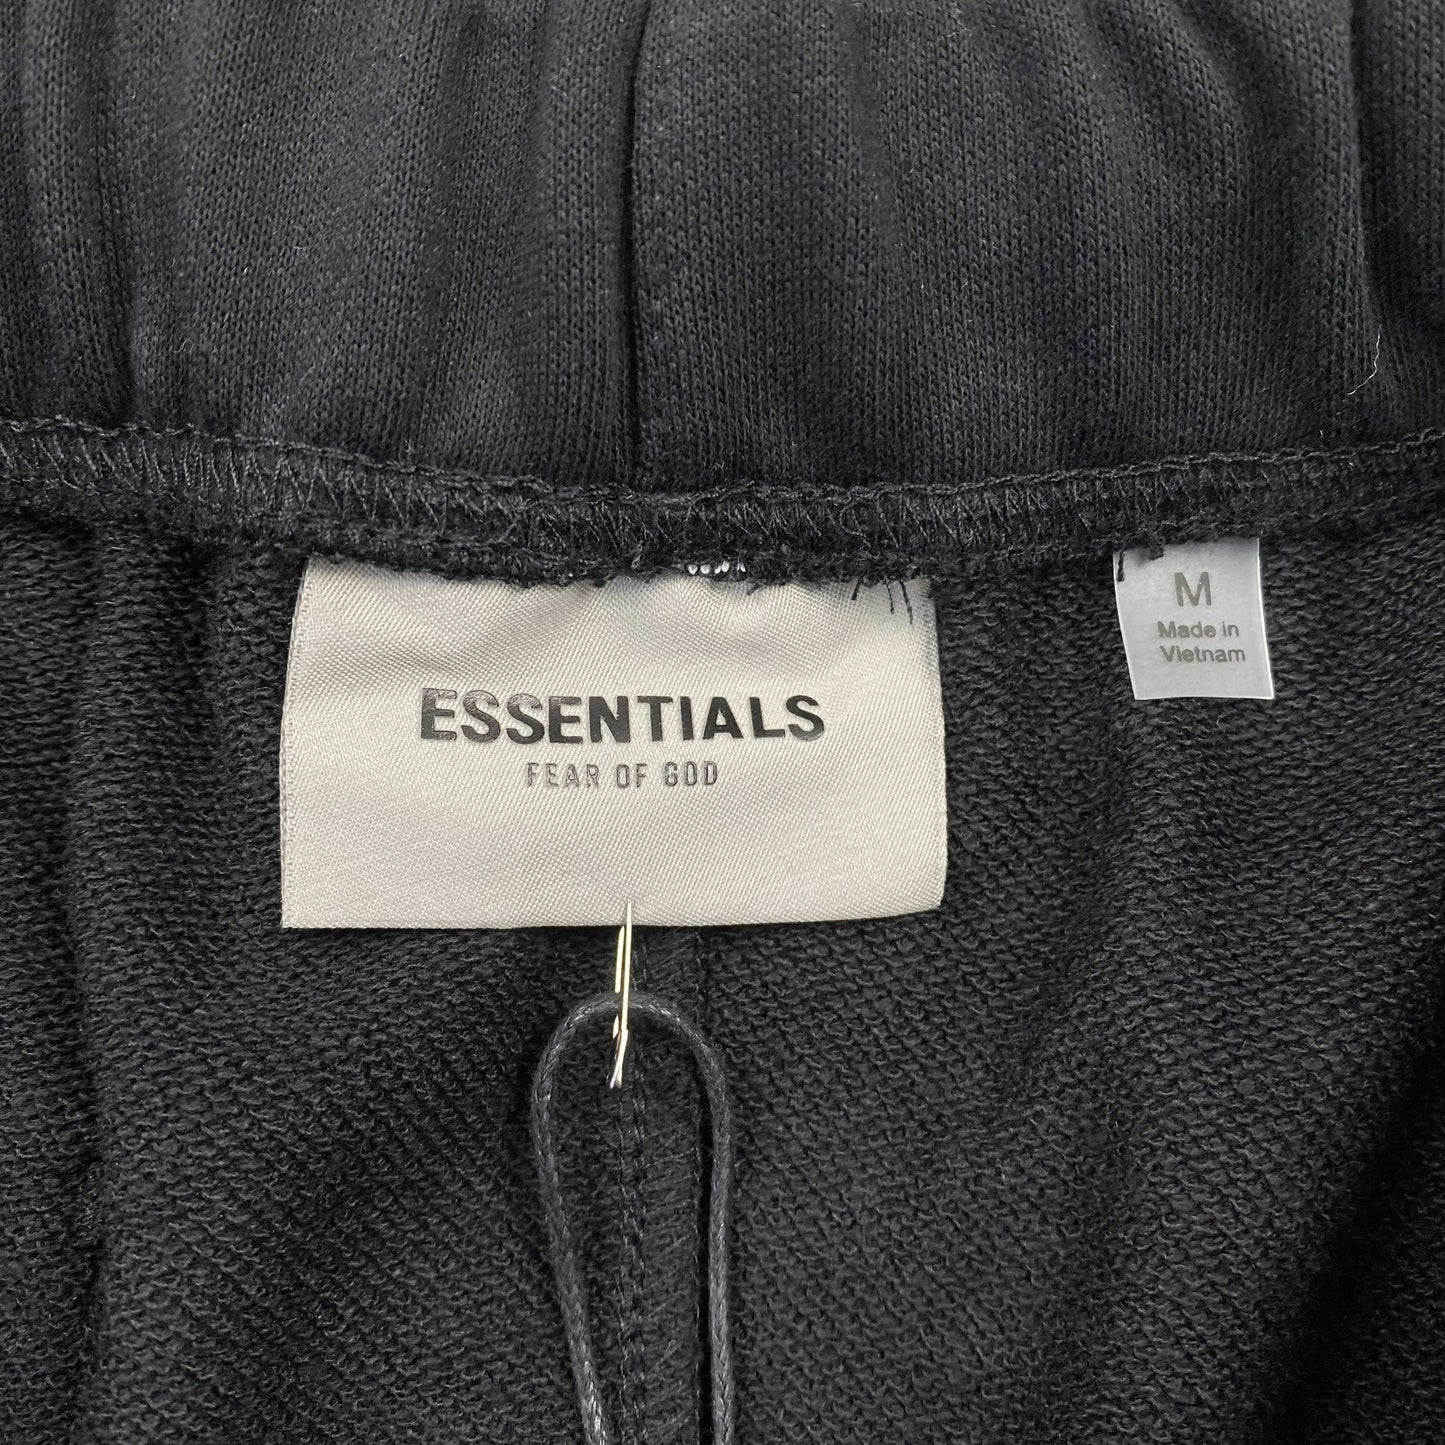 ESSENTIALS
FEAR OF GOD
M
Made in
Vietnam